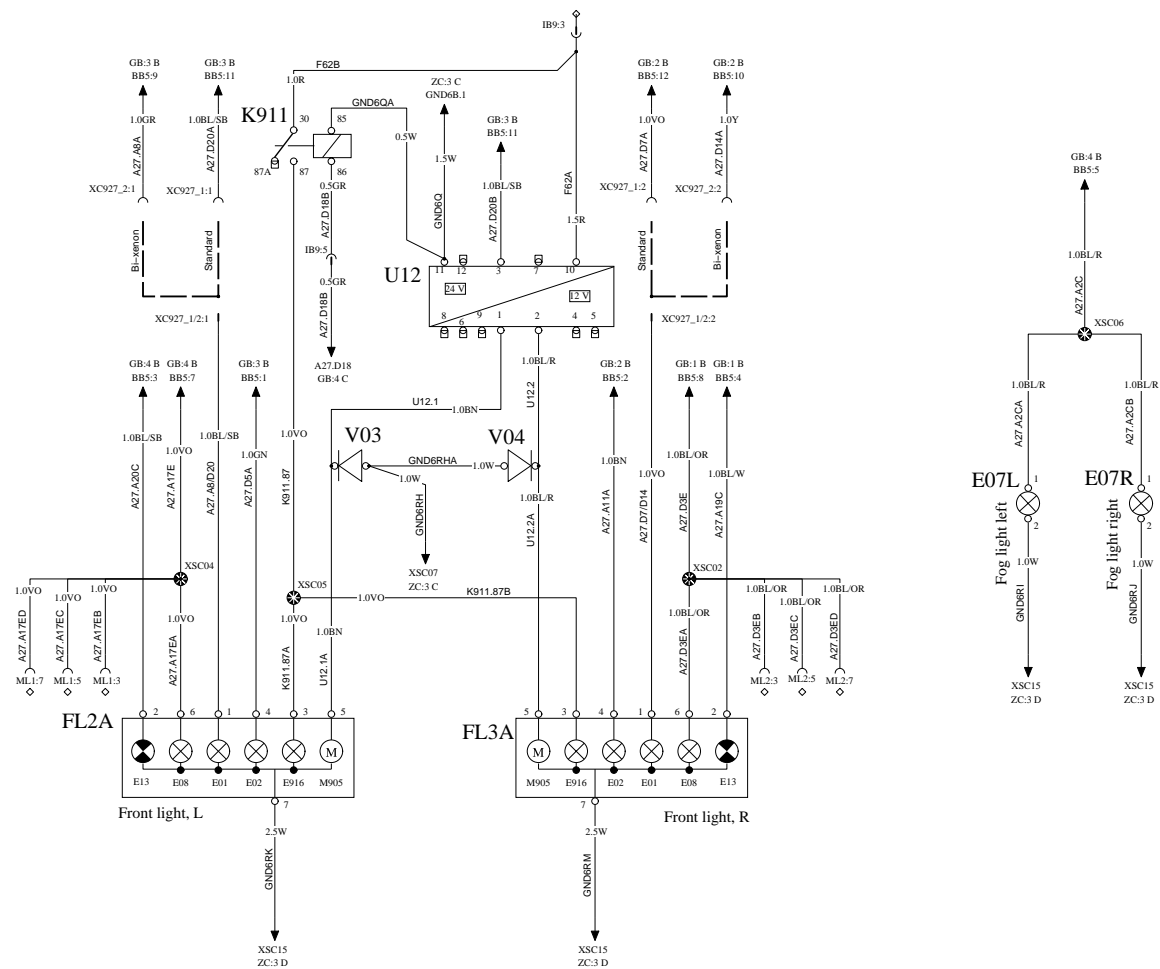 IB9:3
GB:3 B
BB5:9
GB:3 B
BB5:11
F62B
1.0R
K911
30
85
GND6QA
ZC:3 C
GND6B.1
GB:3 B
BB5:11
GB:2 B
BB5:12
GB:2 B
BB5:10
1.0GR
A27.A8A
1.0BL/SB
A27.D20A
87A
87
86
0.5W
1.5W
GND6Q
1.0BL/SB
A27.D20B
F62A
1.5R
1.0VO
A27.D7A
1.0Y
A27.D14A
GB:4 B
BB5:5
XC927_2:1
XC927_1:1
0.5GR
A27.D18B
XC927_1:2
XC927_2:2
Bi-xenon
Standard
IB9:5
0.5GR
A27.D18B
Standard
Bi-xenon
1.0BL/R
A27.A2C
U12
11
12
3
7
10
24 V
12 V
8
6
9
1
2
4
5
XC927_1/2:1
XC927_1/2:2
XSC06
A27.D18
GB:4 C
GB:4 B
BB5:3
GB:4 B
BB5:7
GB:3 B
BB5:1
1.0BL/R
U12.2
GB:2 B
BB5:2
GB:1 B
BB5:8
GB:1 B
BB5:4
1.0BL/R
A27.A2CA
1.0BL/R
A27.A2CB
U12.1
1.0BN
1.0BL/SB
A27.A20C
1.0VO
A27.A17E
1.0BL/SB
A27.A8/D20
1.0GN
A27.D5A
1.0VO
K911.87
V03
V04
GND6RHA
1.0W
1.0W
GND6RH
1.0BL/R
U12.2A
1.0BN
A27.A11A
1.0VO
A27.D7/D14
1.0BL/OR
A27.D3E
1.0BL/W
A27.A19C
E07L
1
2
Fog light left
E07R
1
2
Fog light right
1.0W
GND6RI
1.0W
GND6RJ
XSC07
ZC:3 C
XSC04
XSC05
XSC02
1.0VO
A27.A17ED
1.0VO
A27.A17EC
1.0VO
A27.A17EB
1.0VO
A27.A17EA
1.0VO
K911.87B
1.0VO
K911.87A
1.0BN
U12.1A
1.0BL/OR
A27.D3EA
1.0BL/OR
A27.D3EB
1.0BL/OR
A27.D3EC
1.0BL/OR
A27.D3ED
ML1:7
ML1:5
ML1:3
ML2:3
ML2:5
ML2:7
XSC15
ZC:3 D
XSC15
ZC:3 D
FL2A
2
6
1
4
3
5
M
E13
E08
E01
E02
E916
M905
7
Front light, L
FL3A
5
3
4
1
6
2
M
M905
E916
E02
E01
E08
E13
7
Front light, R
2.5W
GND6RK
2.5W
GND6RM
XSC15
ZC:3 D
XSC15
ZC:3 D